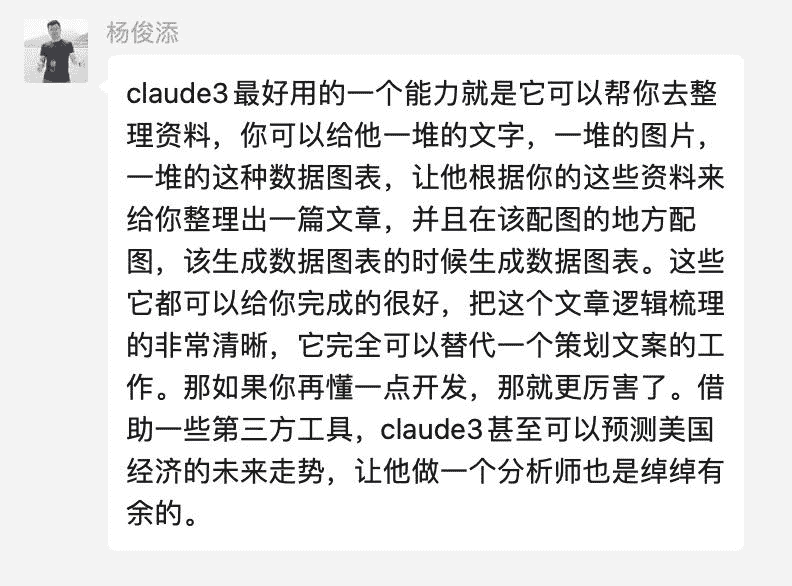 杨俊添
claude3最好用的一个能力就是它可以帮你去整
理资料，你可以给他一堆的文字，一堆的图片，
一堆的这种数据图表，让他根据你的这些资料来
给你整理出一篇文章，并且在该配图的地方配
图，该生成数据图表的时候生成数据图表。这些
它都可以给你完成的很好，把这个文章逻辑梳理
的非常清晰，它完全可以替代一个策划文案的工
作。那如果你再懂一点开发，那就更厉害了。借
助一些第三方工具，claude3甚至可以预测美国
经济的未来走势，让他做一个分析师也是绰绰有
余的。